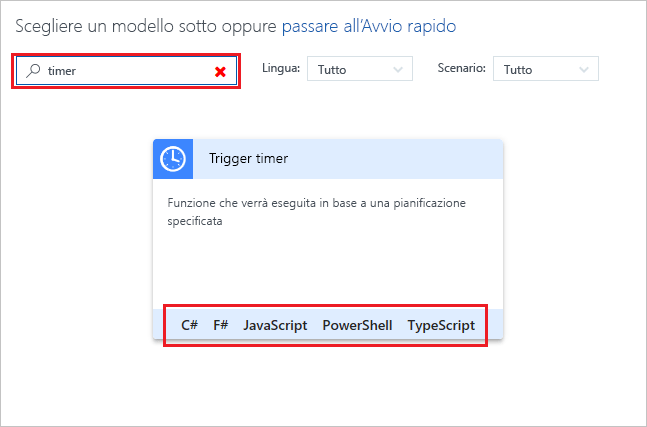 Scegliere un modello sotto oppure passare all’Avvio rapido
timer Lingua: Tutto Scenario: Tutto
Trigger timer
Funzione che verrà eseguita in base a una pianificazione
specificata
C# F# JavaScript PowerShell TypeScript